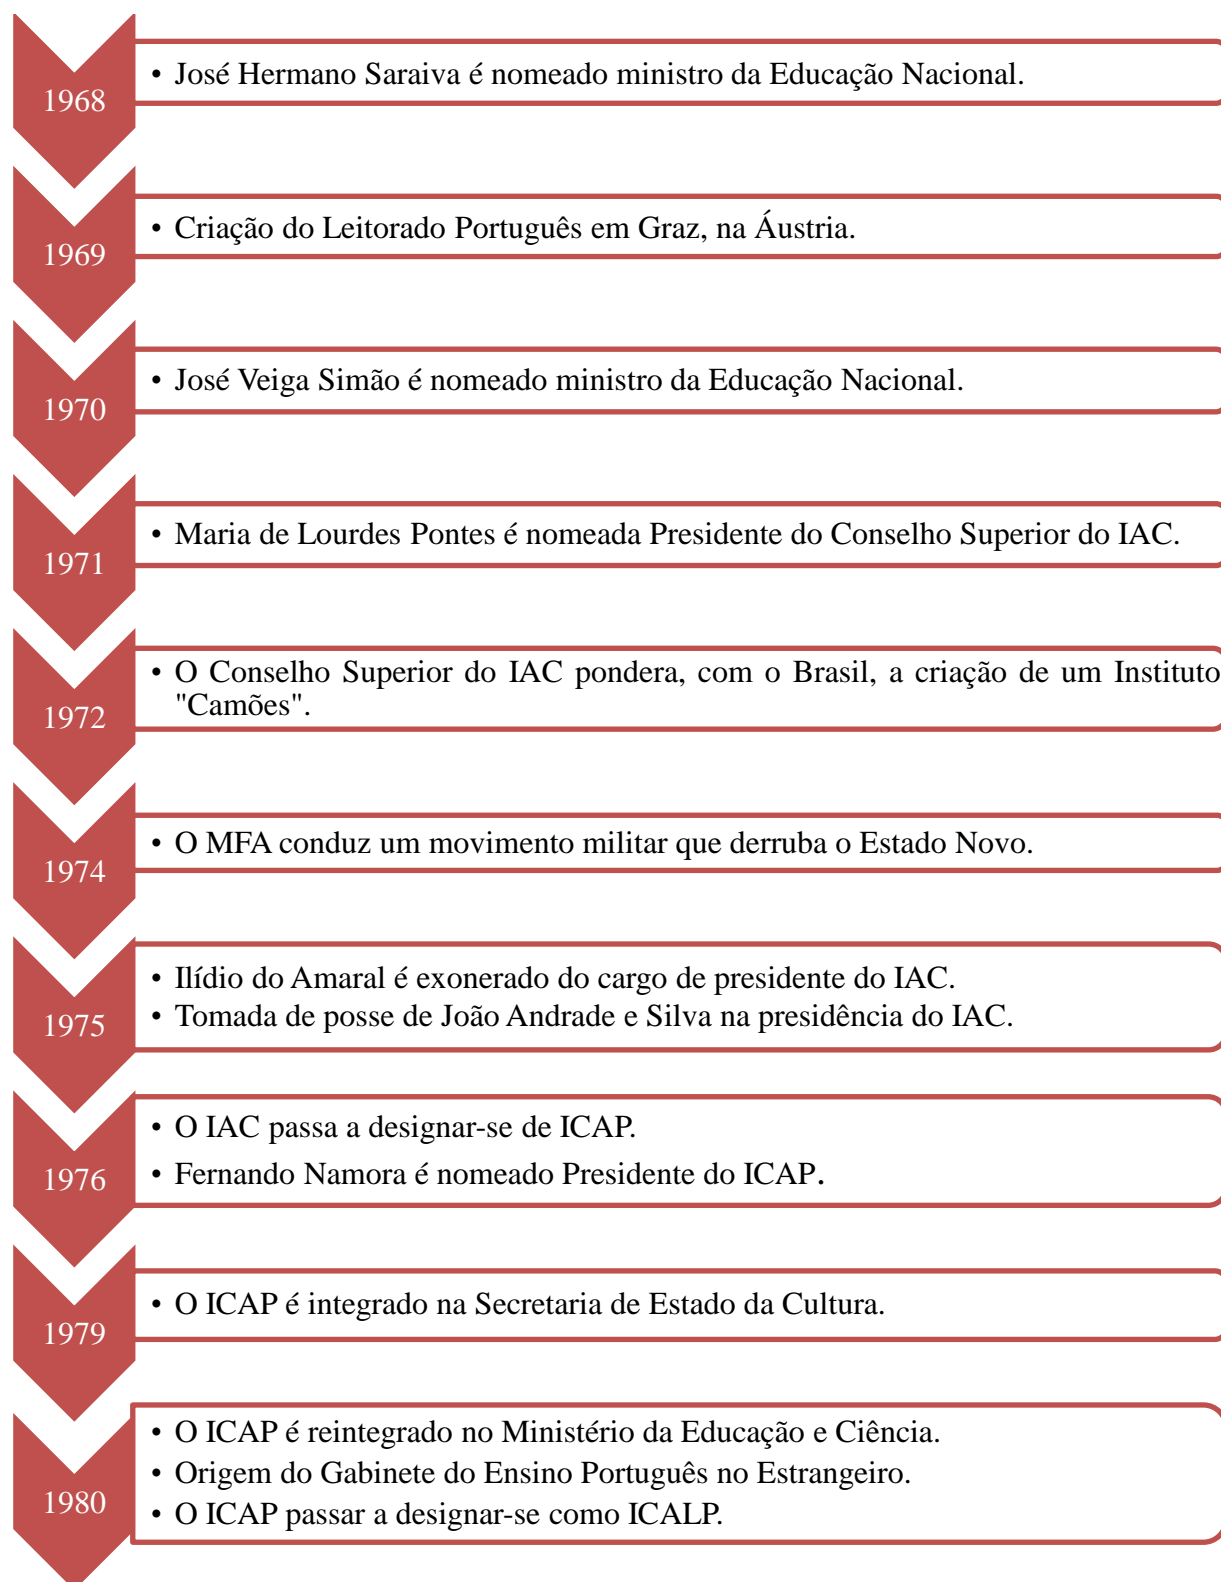 1968
• José Hermano Saraiva é nomeado ministro da Educação Nacional.
1969
• Criação do Leitorado Português em Graz, na Áustria.
1970
• José Veiga Simão é nomeado ministro da Educação Nacional.
1971
• Maria de Lourdes Pontes é nomeada Presidente do Conselho Superior do IAC.
1972
• O Conselho Superior do IAC pondera, com o Brasil, a criação de um Instituto
"Camões".
1974
• O MFA conduz um movimento militar que derruba o Estado Novo.
1975
• Ilídio do Amaral é exonerado do cargo de presidente do IAC.
• Tomada de posse de João Andrade e Silva na presidência do IAC.
1976
• O IAC passa a designar-se de ICAP.
• Fernando Namora é nomeado Presidente do ICAP.
1979
• O ICAP é integrado na Secretaria de Estado da Cultura.
1980
• O ICAP é reintegrado no Ministério da Educação e Ciência.
• Origem do Gabinete do Ensino Português no Estrangeiro.
• O ICAP passar a designar-se como ICALP.